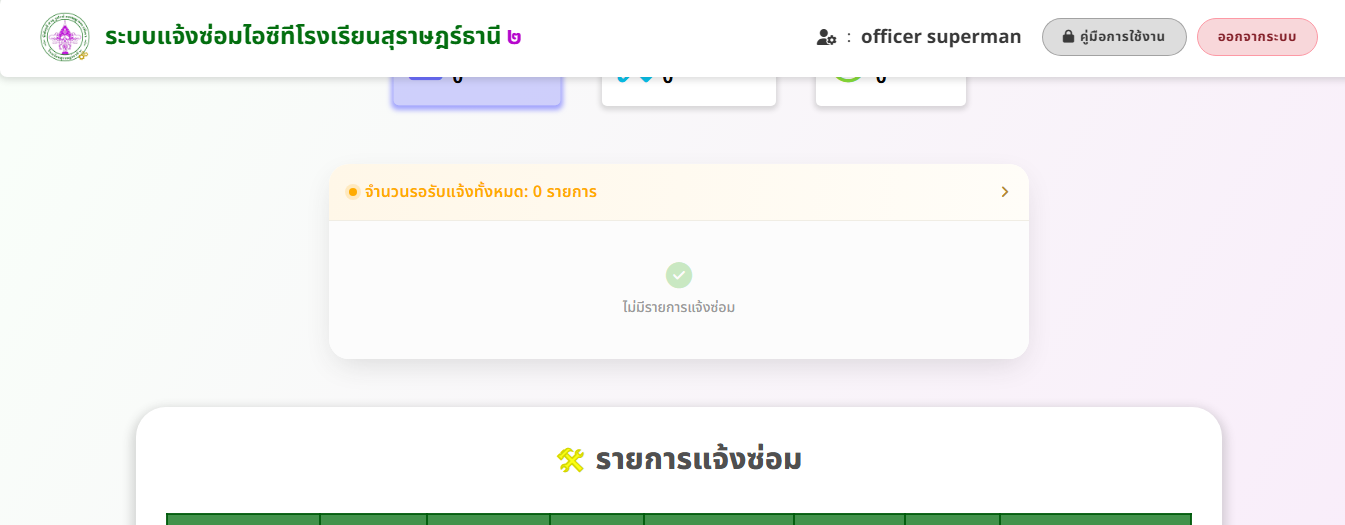 ระบบแจ้งซ่อมไอซีทีโรงเรียนสุราษฎร์ธานี ๒
: officer superman
คู่มือการใช้งาน
ออกจากระบบ
0
0
0
จำนวนรอรับแจ้งทั้งหมด: 0 รายการ
ไม่มีรายการแจ้งซ่อม
รายการแจ้งซ่อม